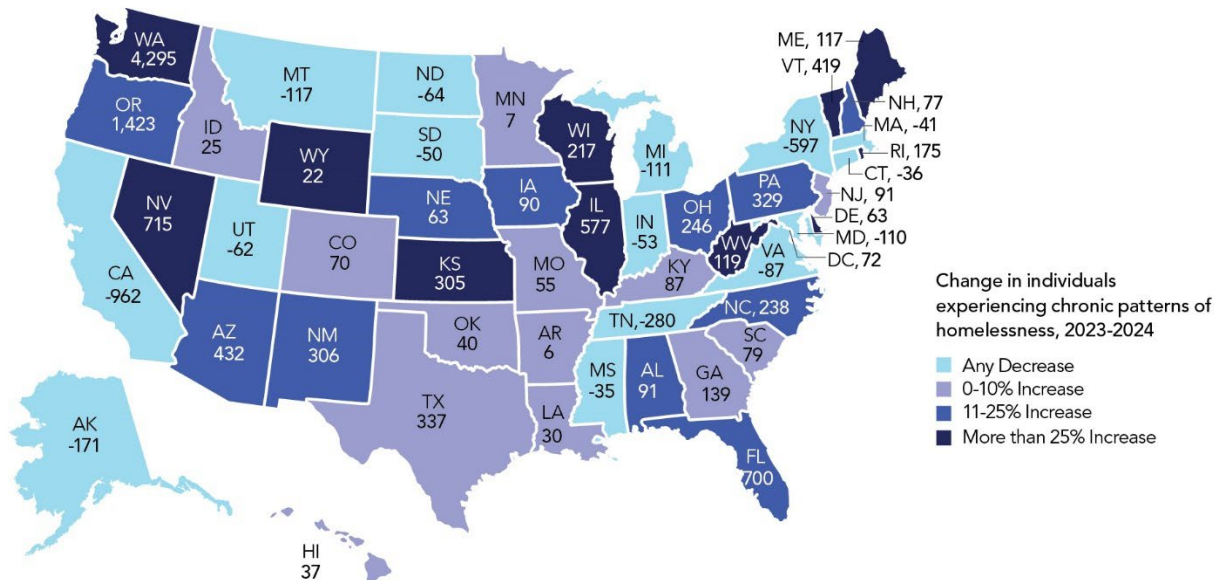 WA
4,295
OR
1,423
CA
-962
NV
715
ID
25
MT
-117
WY
22
UT
-62
AZ
432
CO
70
NM
306
ND
-64
SD
-50
NE
63
KS
305
OK
40
TX
337
MN
7
IA
90
MO
55
AR
6
LA
30
WI
217
IL
577
MI
-111
IN
-53
OH
246
KY
87
TN, -280
MS
-35
AL
91
GA
139
FL
700
SC
79
NC, 238
VA
-87
WV
119
PA
329
NY
-597
ME, 117
VT, 419
NH, 77
MA, -41
RI, 175
CT, -36
NJ, 91
DE, 63
MD, -110
DC, 72
AK
-171
HI
37
Change in individuals
experiencing chronic patterns of
homelessness, 2023-2024
Any Decrease
0-10% Increase
11-25% Increase
More than 25% Increase